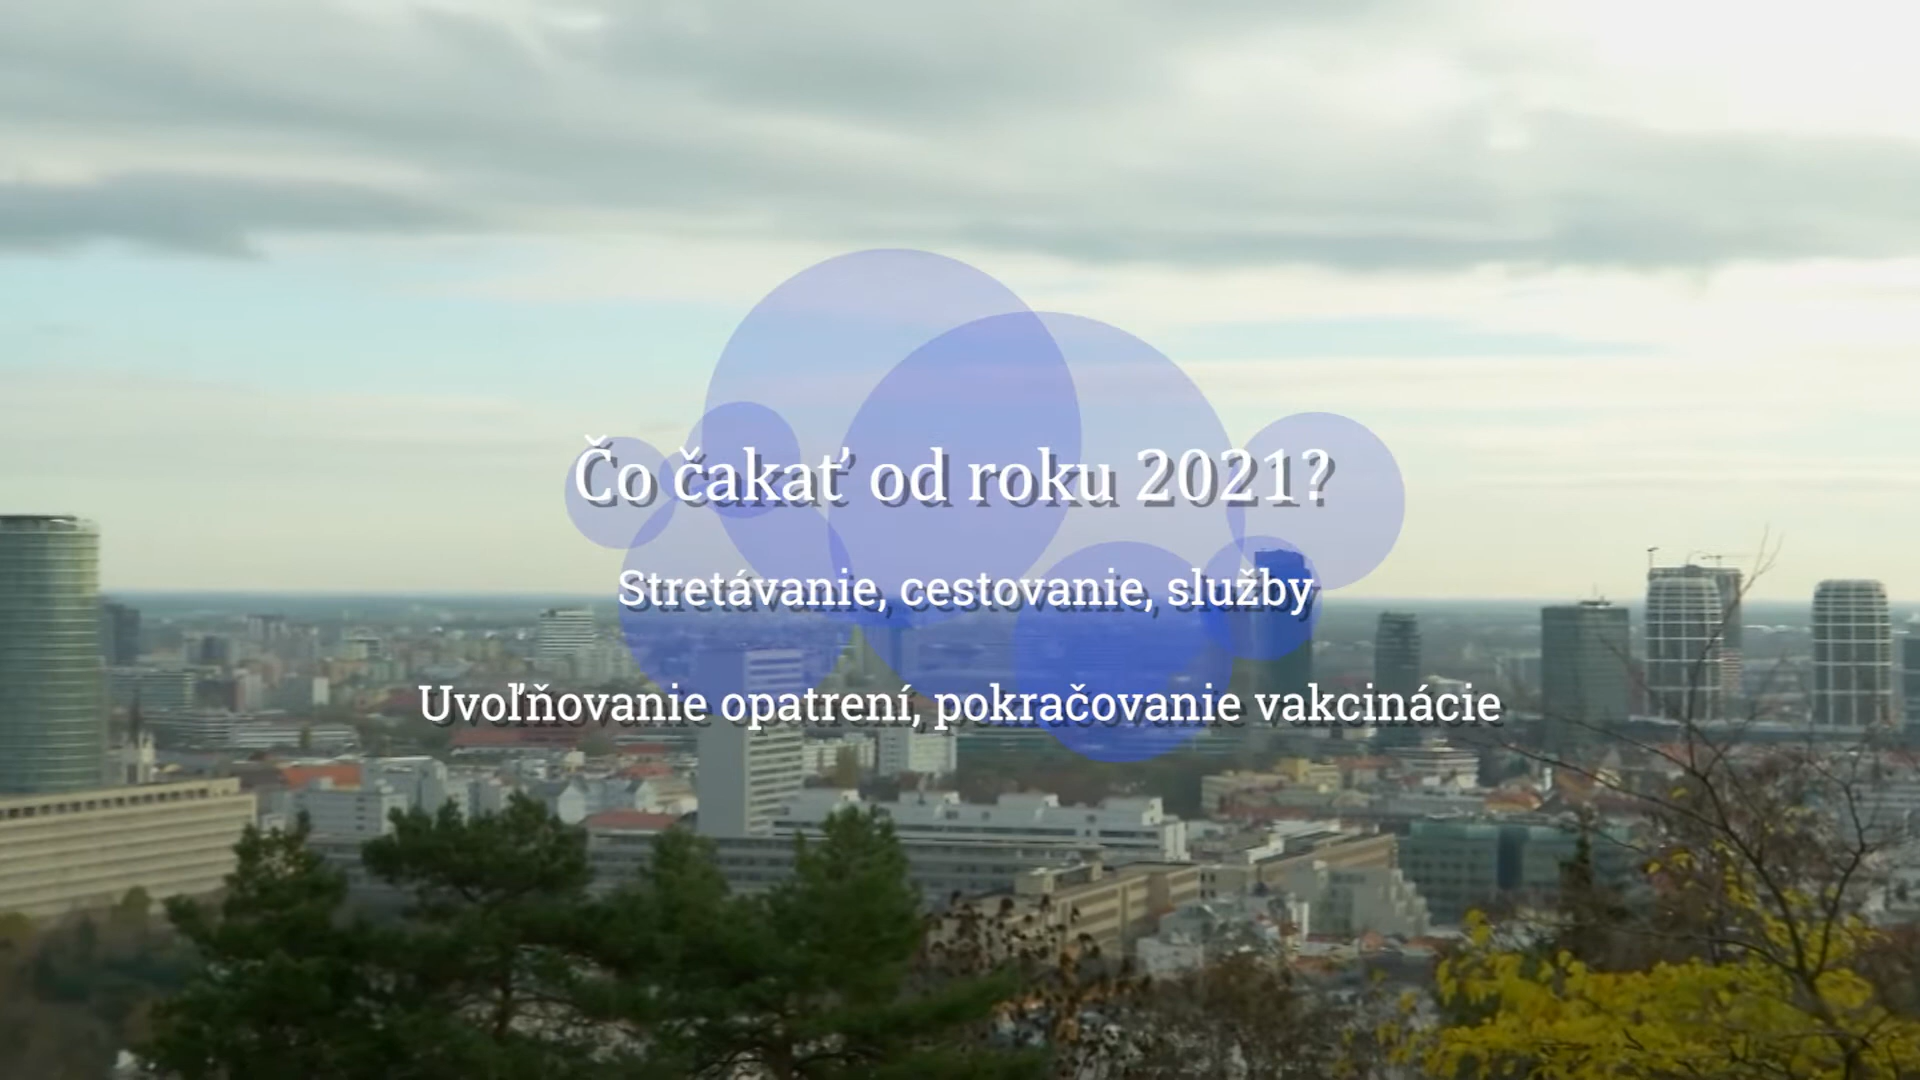 Čo čakať od roku 2021?
Stretávanie, cestovanie, služby
Uvoľňovanie opatrení, pokračovanie vakcinácie